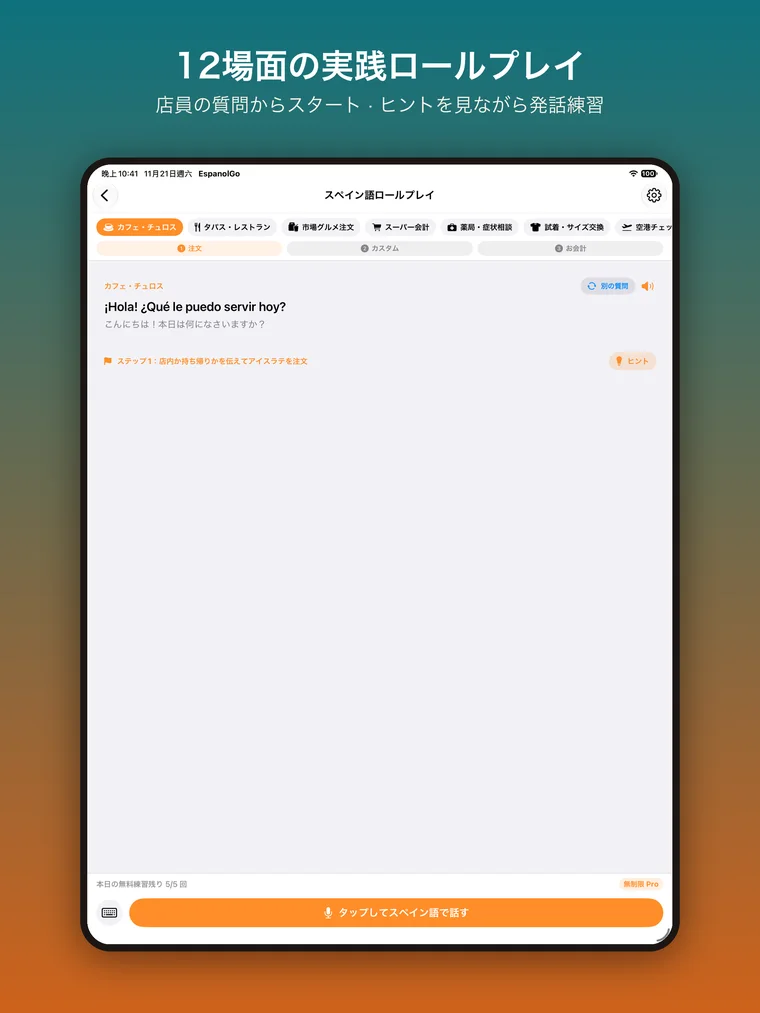 12場面の実践ロールプレイ
店員の質問からスタート・ヒントを見ながら発話練習
晚上10:41 11月21日週六 EspanolGo
100
スペイン語ロールプレイ
カフェ・チュロス
タパス・レストラン
市場グルメ注文
スーパー会計
薬局・症状相談
試着・サイズ交換
空港チェッ
1 注文
2 カスタム
3 お会計
カフェ・チュロス
別の質問
¡Hola! ¿Qué le puedo servir hoy?
こんにちは！本日は何になさいますか？
ステップ1：店内か持ち帰りかを伝えてアイスラテを注文
ヒント
本日の無料練習残り 5/5 回
無制限 Pro
タップしてスペイン語で話す